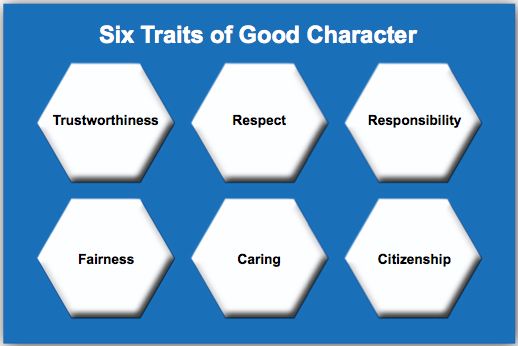 Six Traits of Good Character
Trustworthiness
Respect
Responsibility
Fairness
Caring
Citizenship